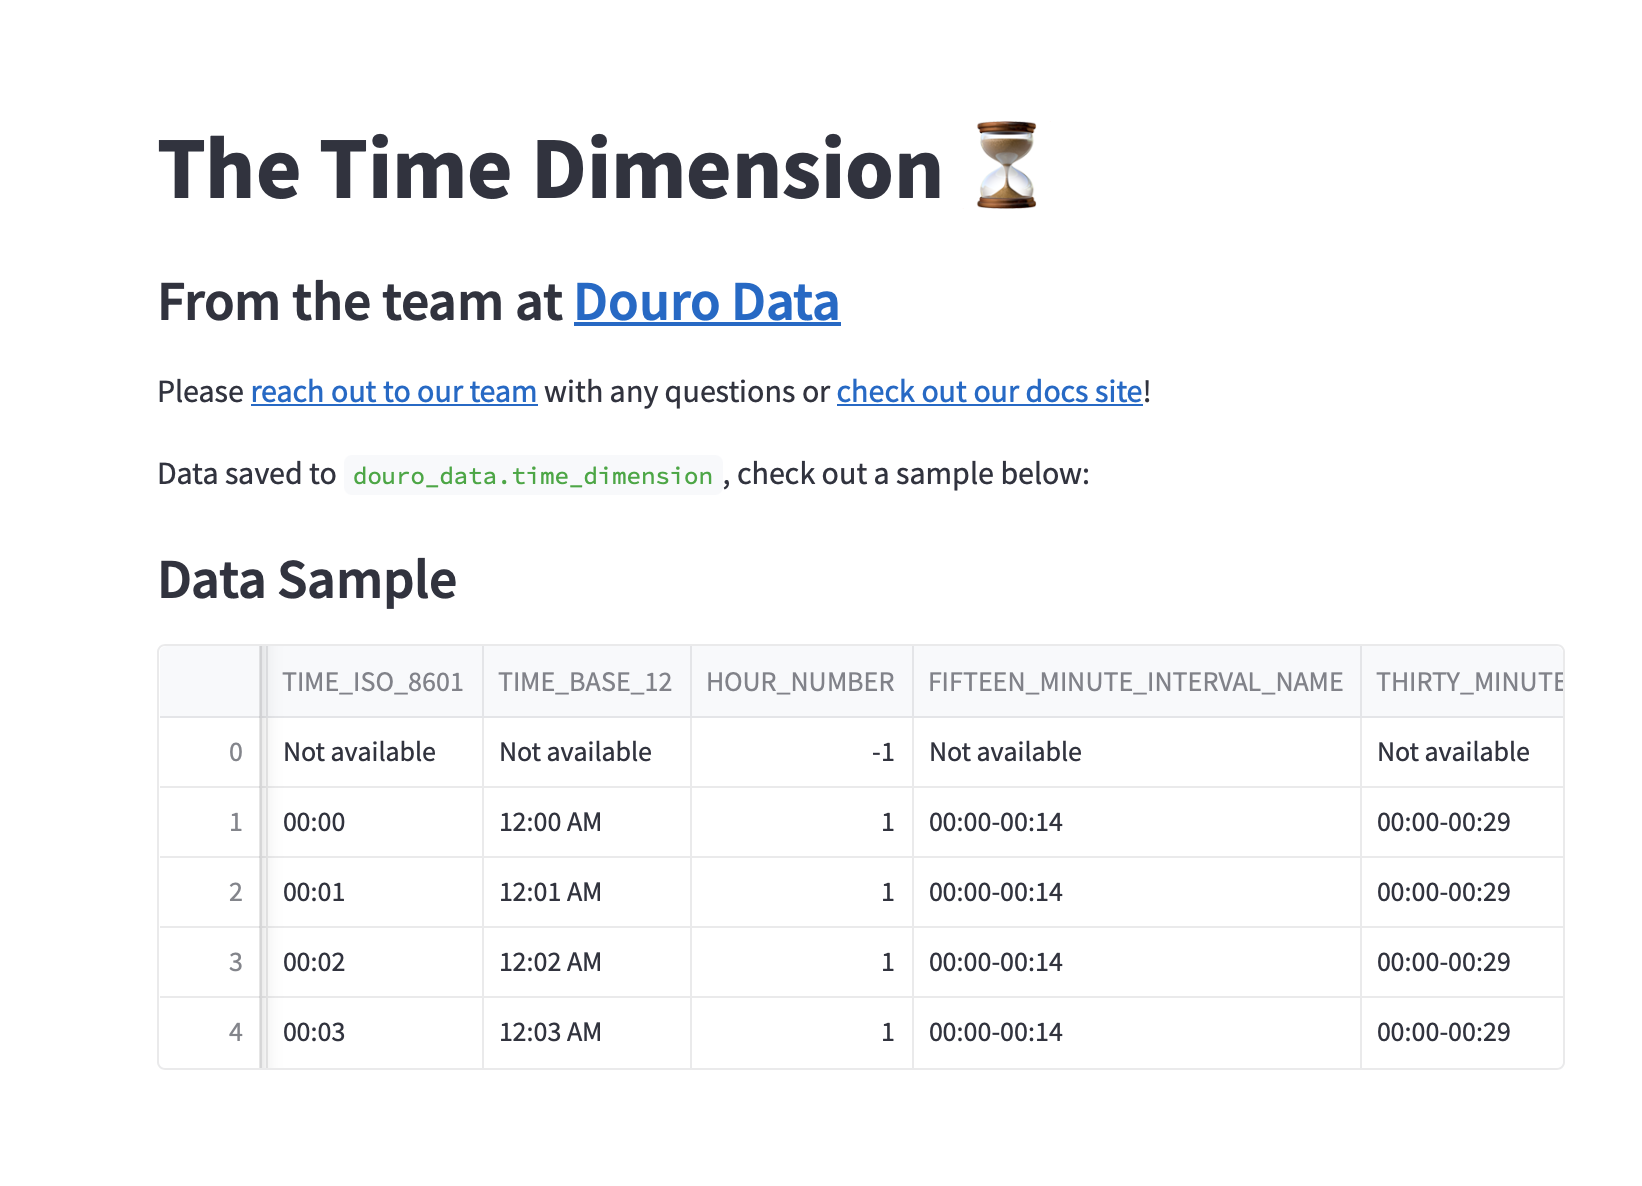 The Time Dimension ⏳
From the team at Douro Data
Please reach out to our team with any questions or check out our docs site!
Data saved to douro_data.time_dimension , check out a sample below:
Data Sample
TIME_ISO_8601 TIME_BASE_12 HOUR_NUMBER FIFTEEN_MINUTE_INTERVAL_NAME THIRTY_MINUTE
0 Not available Not available -1 Not available Not available
1 00:00 12:00 AM 1 00:00-00:14 00:00-00:29
2 00:01 12:01 AM 1 00:00-00:14 00:00-00:29
3 00:02 12:02 AM 1 00:00-00:14 00:00-00:29
4 00:03 12:03 AM 1 00:00-00:14 00:00-00:29